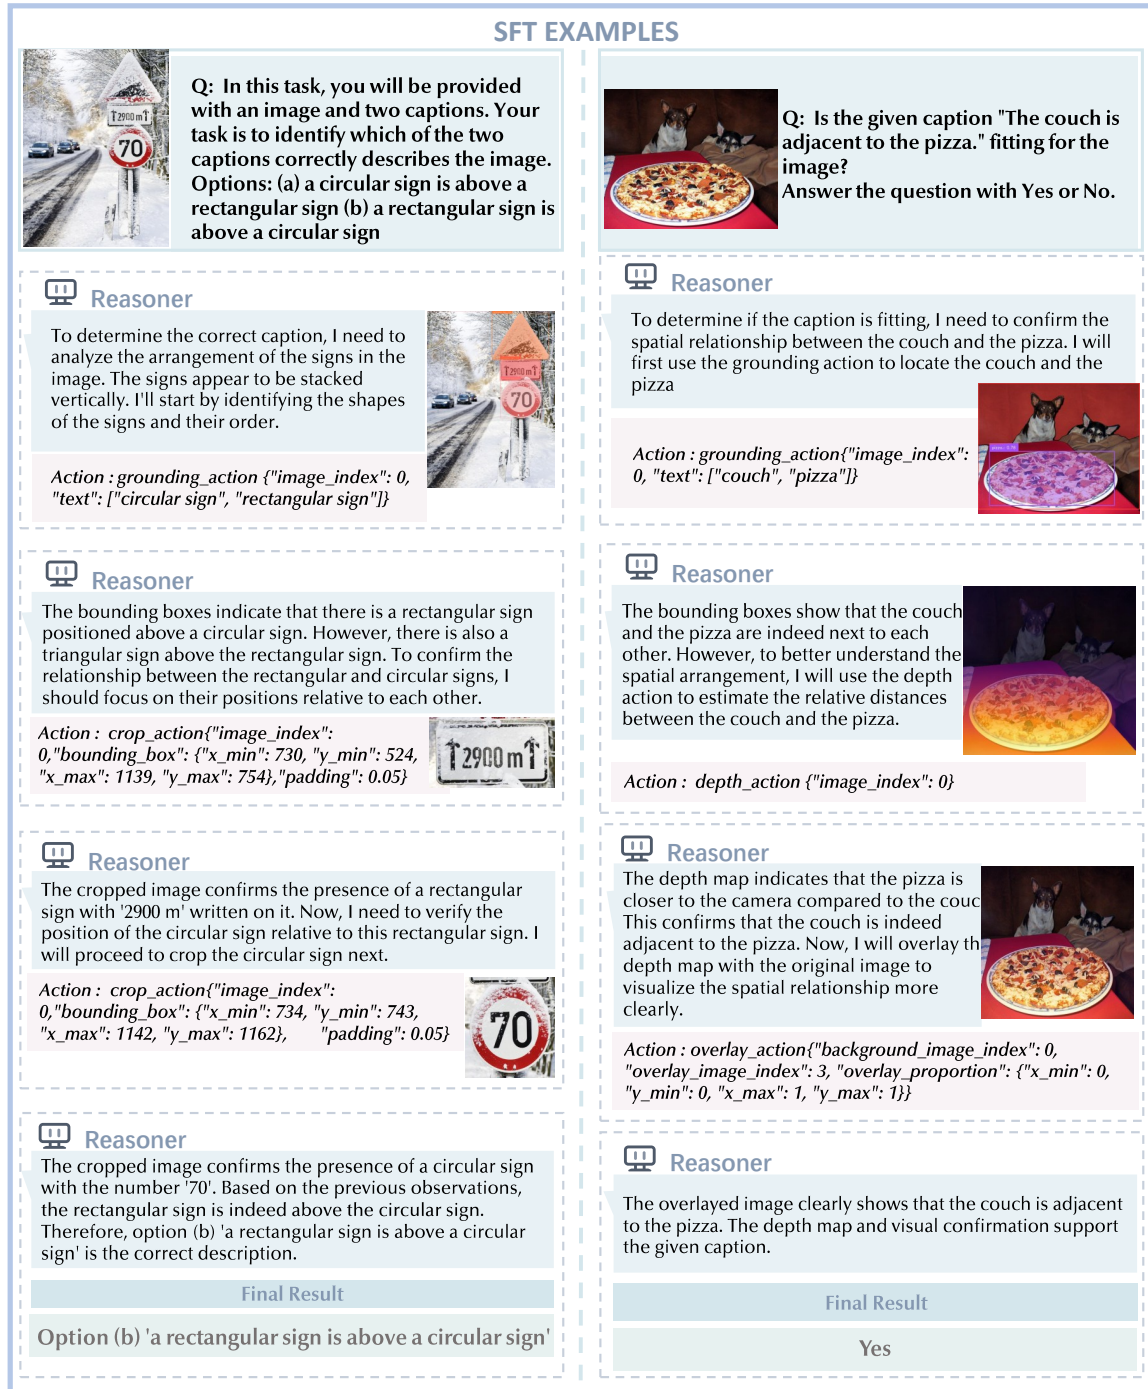 SFT EXAMPLES
2900 m
70
Q: In this task, you will be provided
with an image and two captions. Your
task is to identify which of the two
captions correctly describes the image.
Options: (a) a circular sign is above a
rectangular sign (b) a rectangular sign is
above a circular sign
Reasoner
To determine the correct caption, I need to
analyze the arrangement of the signs in the
image. The signs appear to be stacked
vertically. I'll start by identifying the shapes
of the signs and their order.
2900 m
70
Action : grounding_action {"image_index": 0,
"text": ["circular sign", "rectangular sign"]}
Reasoner
The bounding boxes indicate that there is a rectangular sign
positioned above a circular sign. However, there is also a
triangular sign above the rectangular sign. To confirm the
relationship between the rectangular and circular signs, I
should focus on their positions relative to each other.
Action : crop_action{"image_index":
0,"bounding_box": {"x_min": 730, "y_min": 524,
"x_max": 1139, "y_max": 754},"padding": 0.05}
2900 m
Reasoner
The cropped image confirms the presence of a rectangular
sign with '2900 m' written on it. Now, I need to verify the
position of the circular sign relative to this rectangular sign. I
will proceed to crop the circular sign next.
Action : crop_action{"image_index":
0,"bounding_box": {"x_min": 734, "y_min": 743,
"x_max": 1142, "y_max": 1162}, "padding": 0.05}
70
Reasoner
The cropped image confirms the presence of a circular sign
with the number '70'. Based on the previous observations,
the rectangular sign is indeed above the circular sign.
Therefore, option (b) 'a rectangular sign is above a circular
sign' is the correct description.
Final Result
Option (b) 'a rectangular sign is above a circular sign'
Q: Is the given caption "The couch is
adjacent to the pizza." fitting for the
image?
Answer the question with Yes or No.
Reasoner
To determine if the caption is fitting, I need to confirm the
spatial relationship between the couch and the pizza. I will
first use the grounding action to locate the couch and the
pizza
Action : grounding_action{"image_index":
0, "text": ["couch", "pizza"]}
Reasoner
The bounding boxes show that the couch
and the pizza are indeed next to each
other. However, to better understand the
spatial arrangement, I will use the depth
action to estimate the relative distances
between the couch and the pizza.
Action : depth_action {"image_index": 0}
Reasoner
The depth map indicates that the pizza is
closer to the camera compared to the couc
This confirms that the couch is indeed
adjacent to the pizza. Now, I will overlay th
depth map with the original image to
visualize the spatial relationship more
clearly.
Action : overlay_action{"background_image_index": 0,
"overlay_image_index": 3, "overlay_proportion": {"x_min": 0,
"y_min": 0, "x_max": 1, "y_max": 1}}
Reasoner
The overlayed image clearly shows that the couch is adjacent
to the pizza. The depth map and visual confirmation support
the given caption.
Final Result
Yes